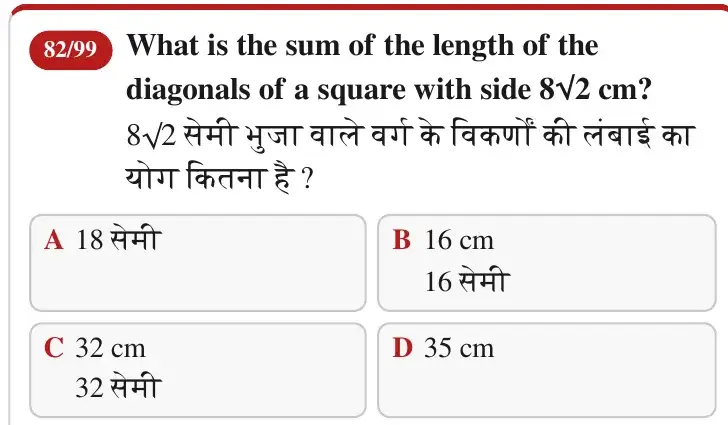 82/99 What is the sum of the length of the
diagonals of a square with side 8√2 cm?
8√2 सेमी भुजा वाले वर्ग के विकर्णों की लंबाई का
योग कितना है ?
A 18 सेमी
B 16 cm
16 सेमी
C 32 cm
32 सेमी
D 35 cm